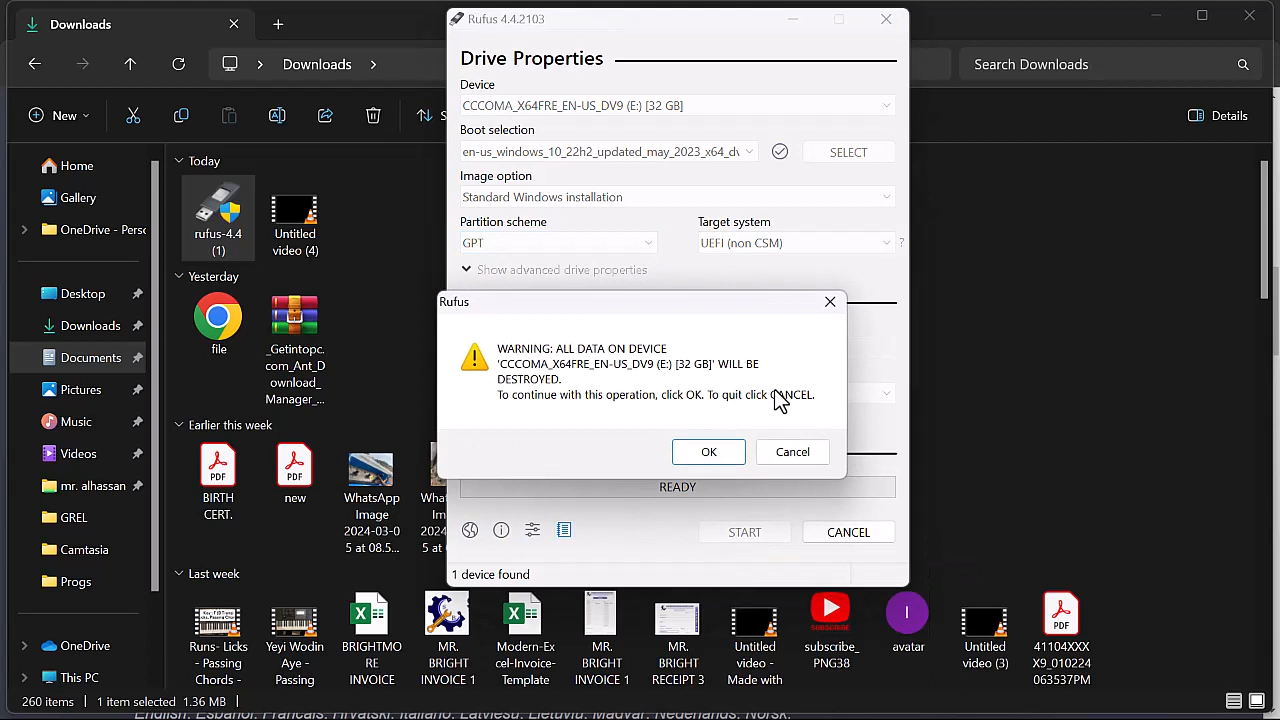 Downloads
Rufus 4.4.2103
Downloads
Search Downloads
New
Details
Drive Properties
Device
CCCOMA_X64FRE_EN-US_DV9 (E:) [32 GB]
Boot selection
en-us_windows_10_22h2_updated_may_2023_x64_dv
SELECT
Image option
Standard Windows installation
Partition scheme
Target system
GPT
UEFI (non CSM)
?
Show advanced drive properties
Rufus
WARNING: ALL DATA ON DEVICE
'CCCOMA_X64FRE_EN-US_DV9 (E:) [32 GB]' WILL BE
DESTROYED.
To continue with this operation, click OK. To quit click CANCEL.
OK
Cancel
READY
START
CANCEL
1 device found
Home
Gallery
OneDrive - Perso
Desktop
Downloads
Documents
Pictures
Videos
mr. alhassan
GREL
Camtasia
Progs
OneDrive
This PC
Today
rufus-4.4
(1)
Untitled
video (4)
Yesterday
file
_Getintopc.
com_Ant_D
ownload_
Manager_...
Earlier this week
PDF
BIRTH
CERT.
PDF
new
WhatsApp
Image
2024-03-0
5 at 08.5...
Last week
Runs- Licks
- Passing
Chords -
Yeyi Wodin
Aye -
Passing
BRIGHTMO
RE
INVOICE
MR.
BRIGHT
INVOICE 1
Modern-Ex
cel-Invoice-
Template
MR.
BRIGHT
INVOICE 1
MR.
BRIGHT
RECEIPT 3
Untitled
video -
Made with
SUBSCRIBE
subscribe_
PNG38
I
avatar
Untitled
video (3)
PDF
41104XXX
X9_010224
063537PM
260 items
1 item selected 1.36 MB